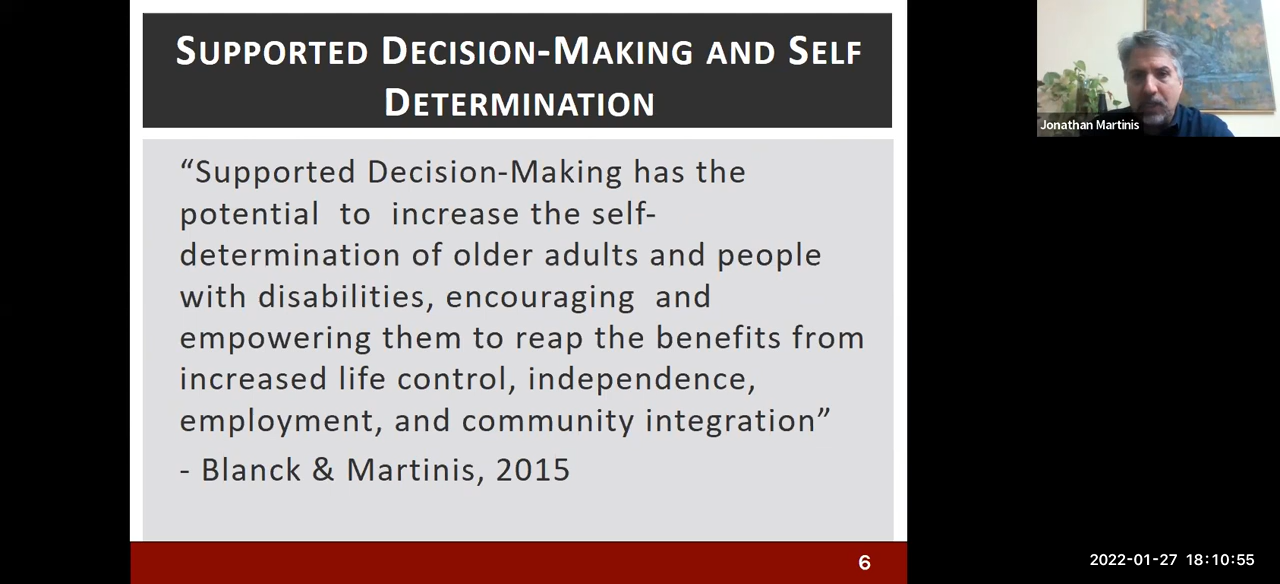 SUPPORTED DECISION-MAKING AND SELF
DETERMINATION
“Supported Decision-Making has the
potential to increase the self-
determination of older adults and people
with disabilities, encouraging and
empowering them to reap the benefits from
increased life control, independence,
employment, and community integration”
- Blanck & Martinis, 2015
6
Jonathan Martinis
2022-01-27 18:10:55